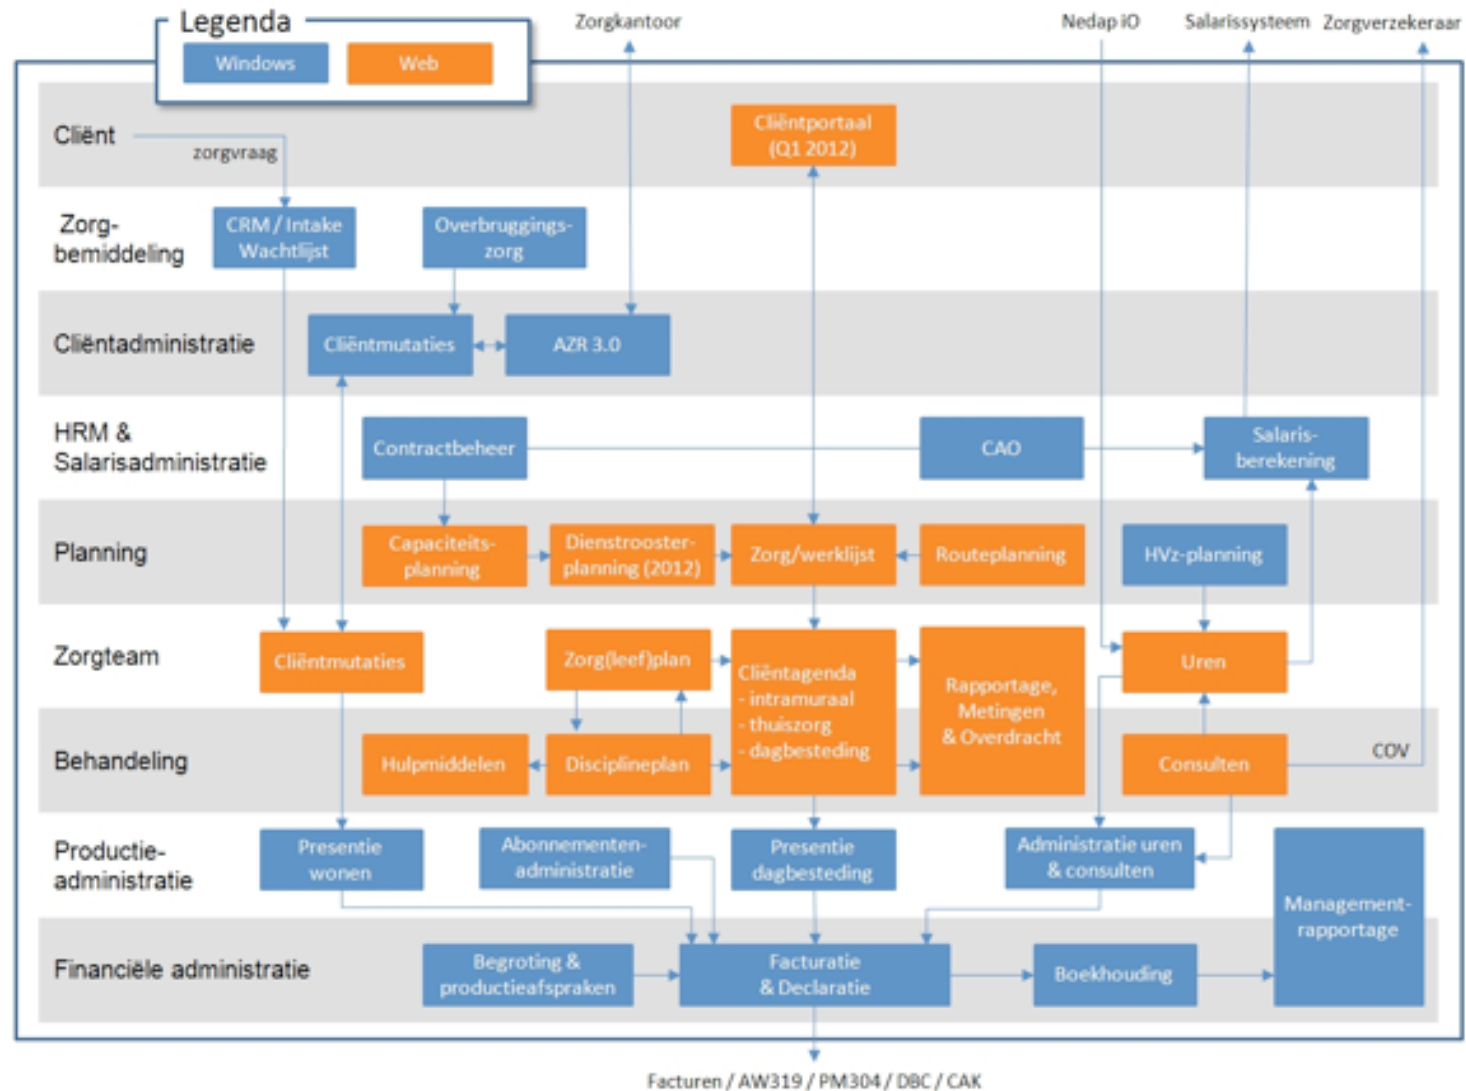 Legenda
Windows
Web
Zorgkantoor
Nedap iO
Salarissysteem
Zorgverzekeraar
Cliënt
zorgvraag
Cliëntportaal
(Q1 2012)
Zorg-
bemiddeling
CRM / Intake
Wachtlijst
Overbruggings-
zorg
Cliëntadministratie
Cliëntmutaties
AZR 3.0
HRM &
Salarisadministratie
Contractbeheer
CAO
Salaris-
berekening
Planning
Capaciteits-
planning
Dienstrooster-
planning (2012)
Zorg/werklijst
Routeplanning
HVz-planning
Zorgteam
Cliëntmutaties
Zorg(leef)plan
Cliëntagenda
- intramuraal
- thuiszorg
- dagbesteding
Rapportage,
Metingen
& Overdracht
Uren
Behandeling
Hulpmiddelen
Disciplineplan
Consulten
COV
Productie-
administratie
Presentie
wonen
Abonnementen-
administratie
Presentie
dagbesteding
Administratie uren
& consulten
Management-
rapportage
Financiële administratie
Begroting &
productieafspraken
Facturatie
& Declaratie
Boekhouding
Facturen / AW319 / PM304 / DBC / CAK